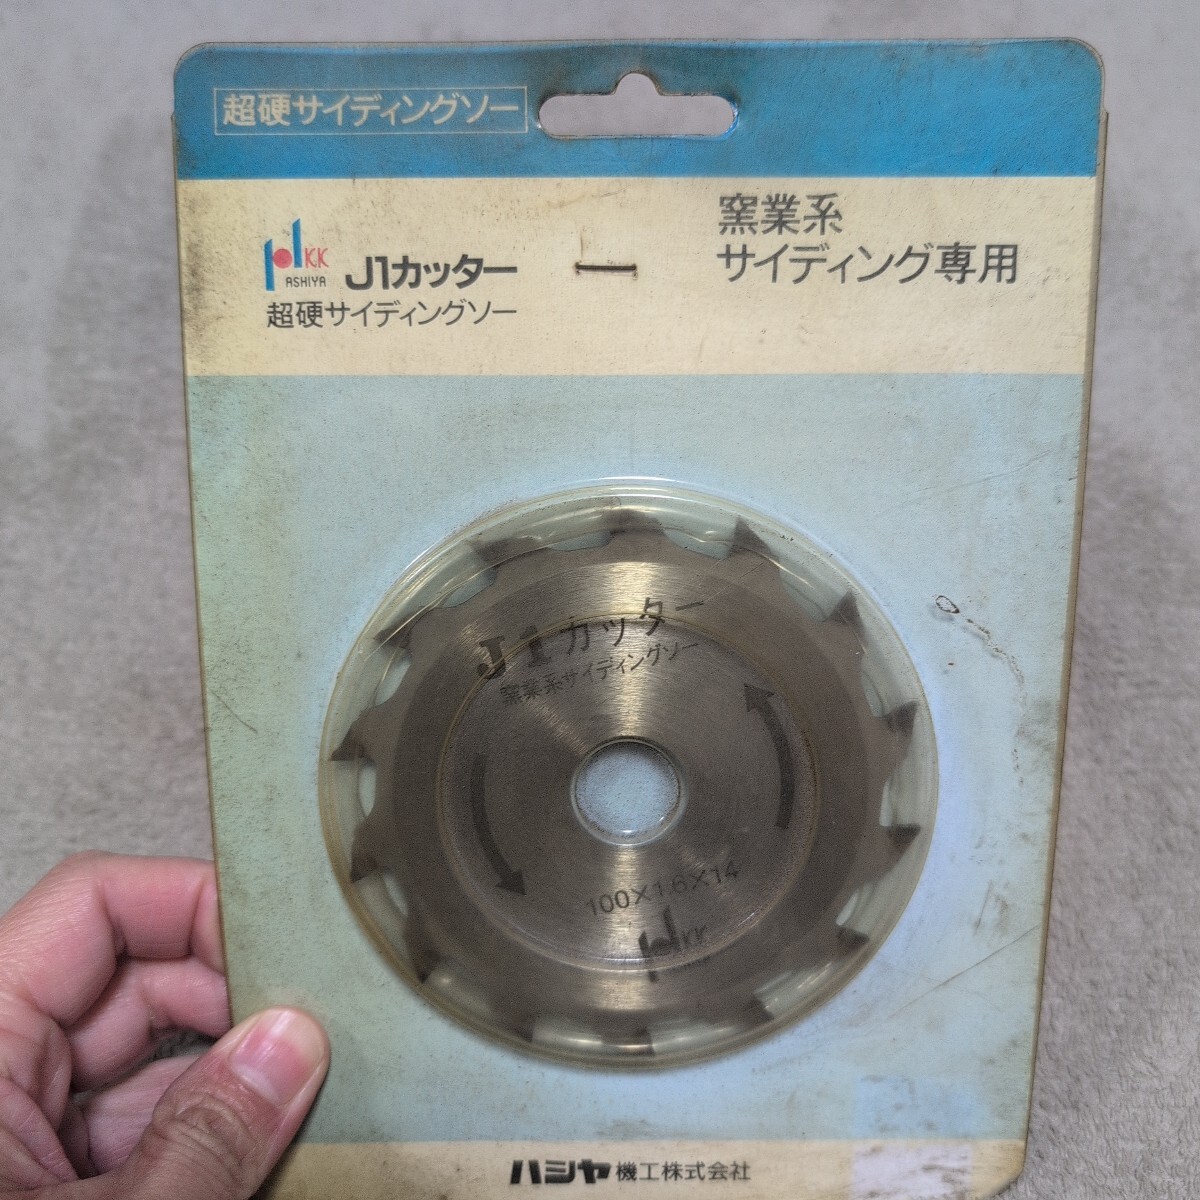 超硬サイディングソー
窯業系
サイディング専用
KK
ASHIYA
J1カッター
超硬サイディングソー
J1カッター
窯業系サイディングソー
100×1.6×14
KK
ハシヤ機工株式会社